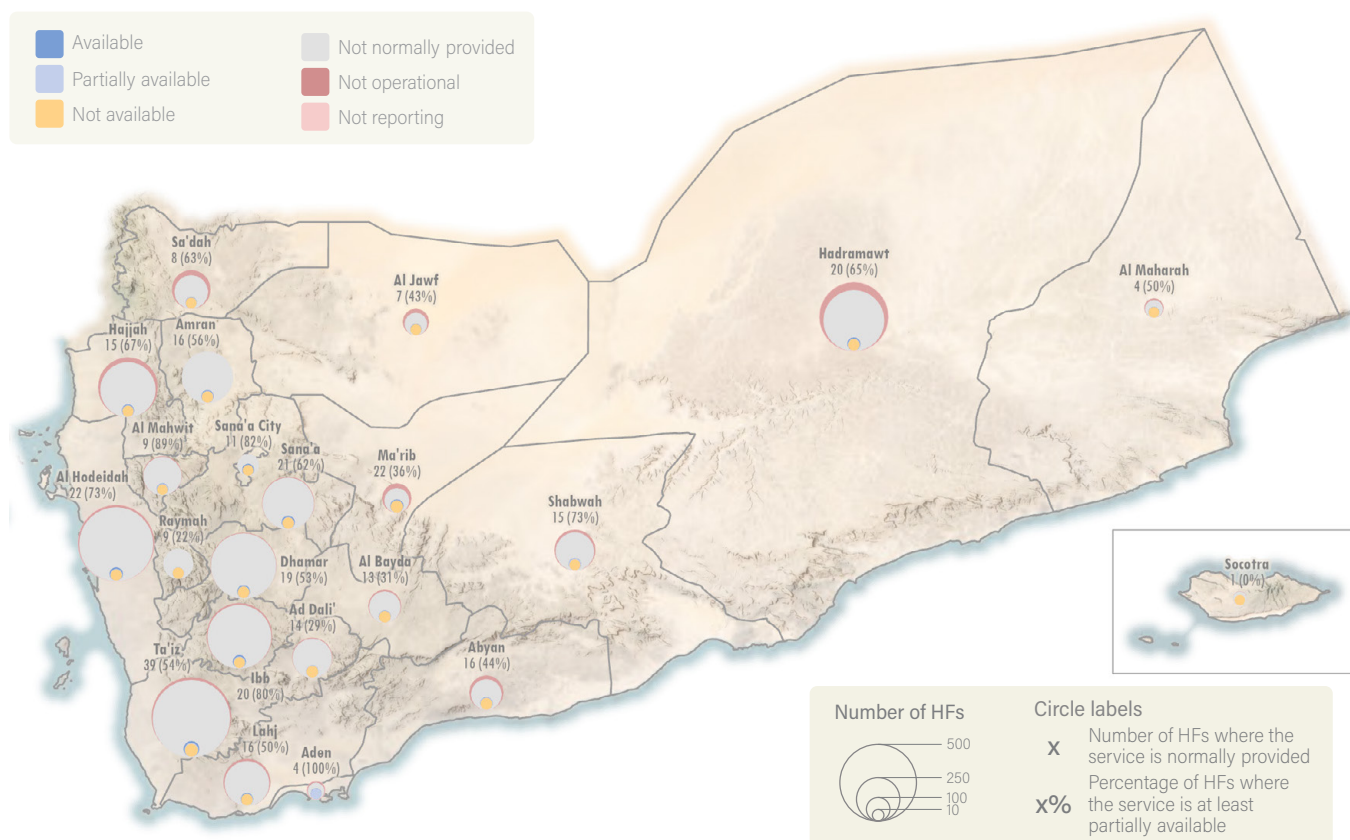 Available
Partially available
Not available
Not normally provided
Not operational
Not reporting
Sa'dah
8 (63%)
Al Jawf
7 (43%)
Hadramawt
20 (65%)
Al Maharah
4 (50%)
Hajjah
15 (67%)
Amran
16 (56%)
Al Mahwit
9 (89%)
Sana'a City
11 (82%)
Sana'a
21 (62%)
Ma'rib
22 (36%)
Al Hodeidah
22 (73%)
Shabwah
15 (73%)
Raymah
9 (22%)
Dhamar
19 (53%)
Al Bayda
13 (31%)
Socotra
1 (0%)
Ad Dali'
14 (29%)
Ta'iz
39 (54%)
Ibb
20 (80%)
Abyan
16 (44%)
Lahj
16 (50%)
Aden
4 (100%)
Number of HFs
500
250
100
10
Circle labels
x
Number of HFs where the
service is normally provided
x%
Percentage of HFs where
the service is at least
partially available